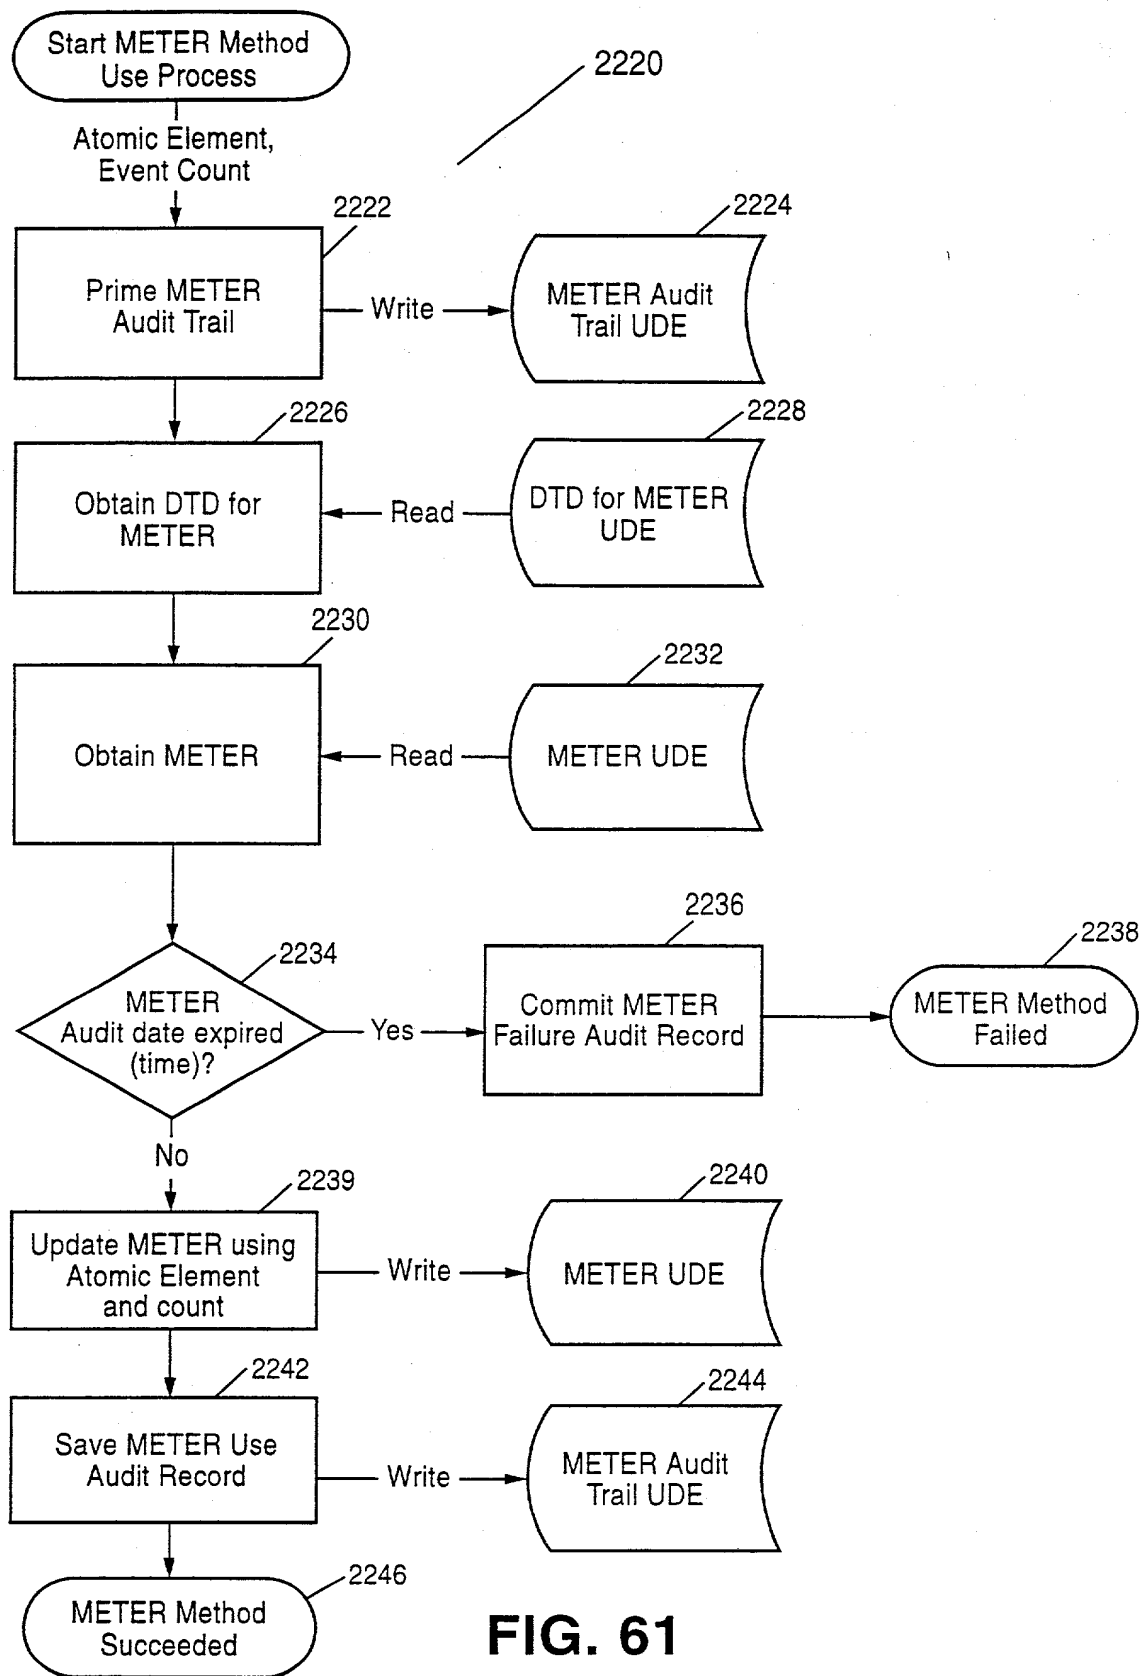 Start METER Method
Use Process
2220
Atomic Element,
Event Count
2222
2224
Prime METER
Audit Trail
Write
METER Audit
Trail UDE
2226
2228
Obtain DTD for
METER
Read
DTD for METER
UDE
2230
2232
Obtain METER
Read
METER UDE
2234
2236
2238
METER
Audit date expired
(time)?
Yes
Commit METER
Failure Audit Record
METER Method
Failed
No
2239
2240
Update METER using
Atomic Element
and count
Write
METER UDE
2242
2244
Save METER Use
Audit Record
Write
METER Audit
Trail UDE
2246
METER Method
Succeeded
FIG. 61